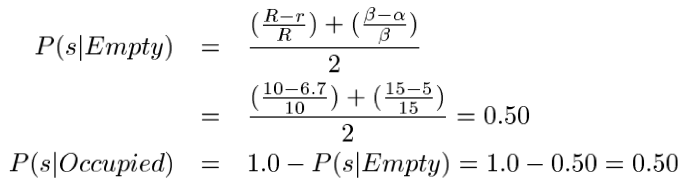 P(s|Empty) = ((R−r)/R) + ((β−α)/β) / 2
= ((10−6.7)/10) + ((15−5)/15) / 2 = 0.50
P(s|Occupied) = 1.0 − P(s|Empty) = 1.0 − 0.50 = 0.50